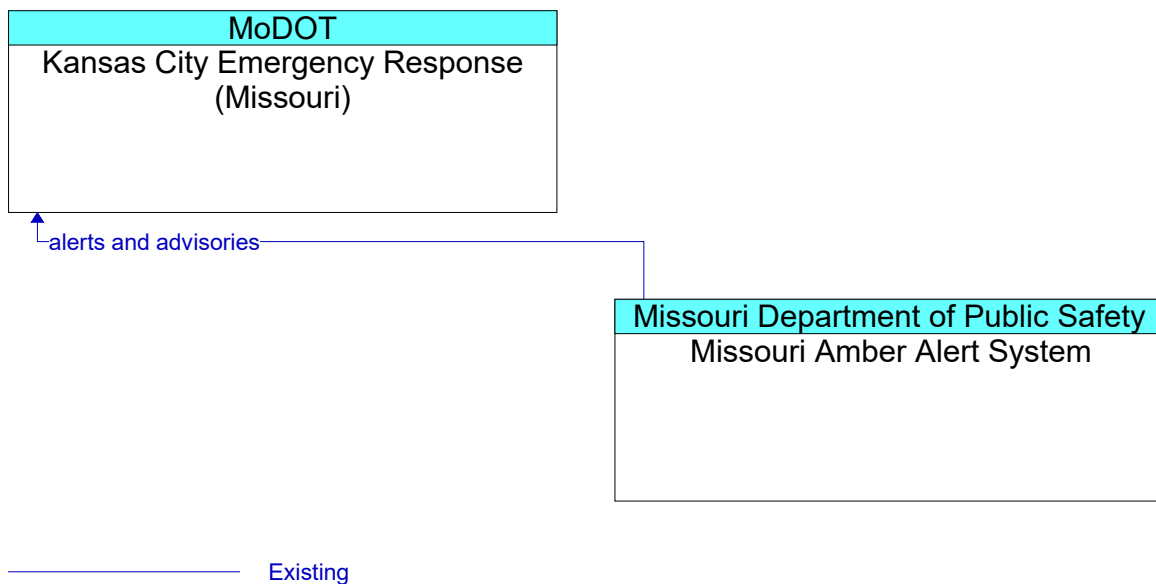 MoDOT
Kansas City Emergency Response
(Missouri)
alerts and advisories
Missouri Department of Public Safety
Missouri Amber Alert System
Existing